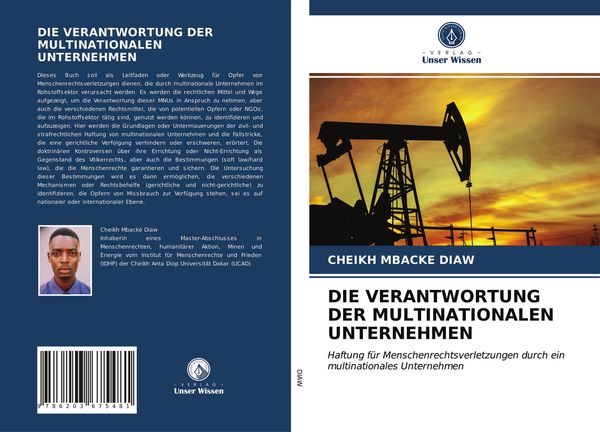 DIE VERANTWORTUNG DER
MULTINATIONALEN
UNTERNEHMEN
Dieses Buch soll als Leitfaden oder Werkzeug für Opfer von
Menschenrechtsverletzungen dienen, die durch multinationale Unternehmen im
Rohstoffsektor verursacht werden. Es werden die rechtlichen Mittel und Wege
aufgezeigt, um die Verantwortung dieser MNUs in Anspruch zu nehmen, aber
auch die verschiedenen Rechtsmittel, die von potentiellen Opfern oder NGOs,
die im Rohstoffsektor tätig sind, genutzt werden können, zu identifizieren und
aufzuzeigen. Hier werden die Grundlagen oder Untermauerungen der zivil- und
strafrechtlichen Haftung von multinationalen Unternehmen und die Fallstricke,
die eine gerichtliche Verfolgung verhindern oder erschweren, erörtert. Die
doktrinären Kontroversen über ihre Errichtung oder Nicht-Errichtung als
Gegenstand des Völkerrechts, aber auch die Bestimmungen (soft law/hard
law), die die Menschenrechte garantieren und sichern. Die Untersuchung
dieser Bestimmungen wird es dann ermöglichen, die verschiedenen
Mechanismen oder Rechtsbehelfe (gerichtliche und nicht-gerichtliche) zu
identifizieren, die Opfern von Missbrauch zur Verfügung stehen, sei es auf
nationaler oder internationaler Ebene.
Cheikh Mbacké Diaw
Inhaberin eines Master-Abschlusses in
Menschenrechten, humanitärer Aktion, Minen und
Energie vom Institut für Menschenrechte und Frieden
(IDHP) der Cheikh Anta Diop Universität Dakar (UCAD)
9 786203 675481
VERLAG
Unser Wissen
DIAW
VERLAG
Unser Wissen
CHEIKH MBACKE DIAW
DIE VERANTWORTUNG
DER MULTINATIONALEN
UNTERNEHMEN
Haftung für Menschenrechtsverletzungen durch ein
multinationales Unternehmen